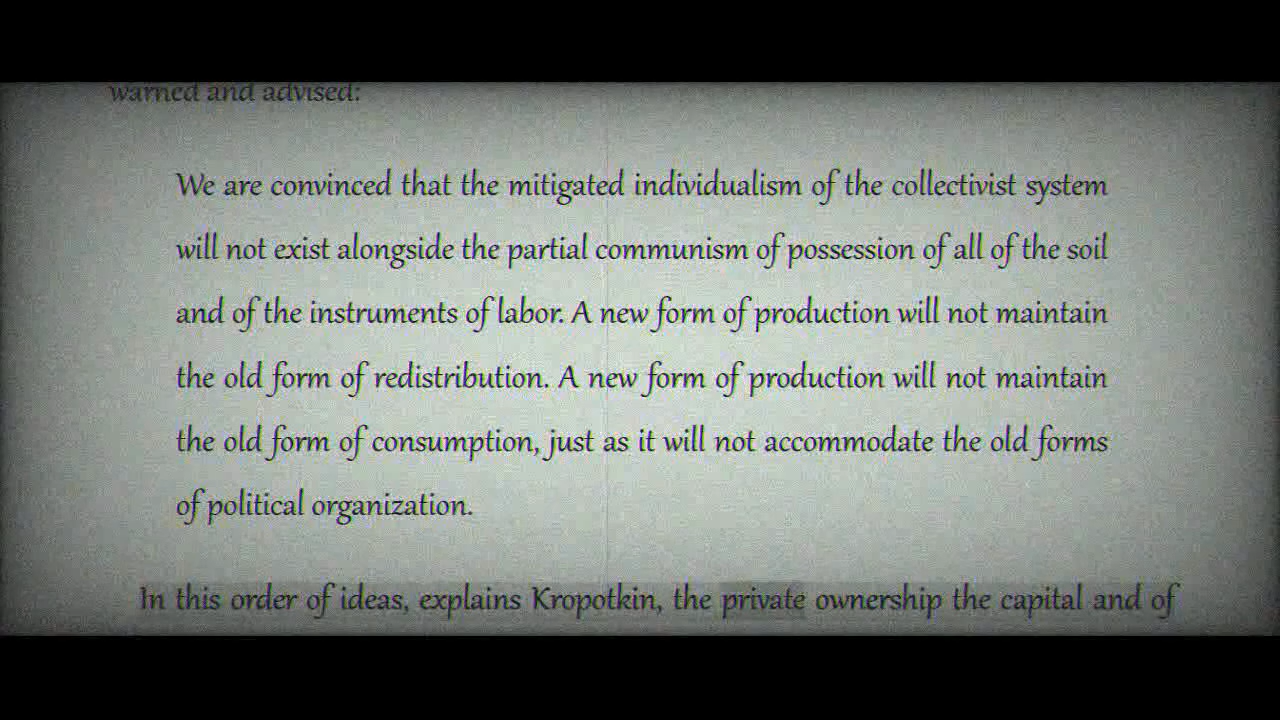 warned and advised:
We are convinced that the mitigated individualism of the collectivist system
will not exist alongside the partial communism of possession of all of the soil
and of the instruments of labor. A new form of production will not maintain
the old form of redistribution. A new form of production will not maintain
the old form of consumption, just as it will not accommodate the old forms
of political organization.
In this order of ideas, explains Kropotkin, the private ownership the capital and of